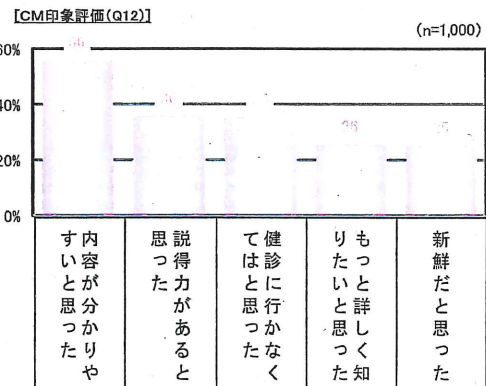 [CM印象評価(Q12)]
(n=1,000)
60%
40%
20%
0%
56
26
内容が分かりや
すいと思った
説得力があると
思った
健診に行かなく
てはと思った
もっと詳しく知
りたいと思った
新鮮だと思った